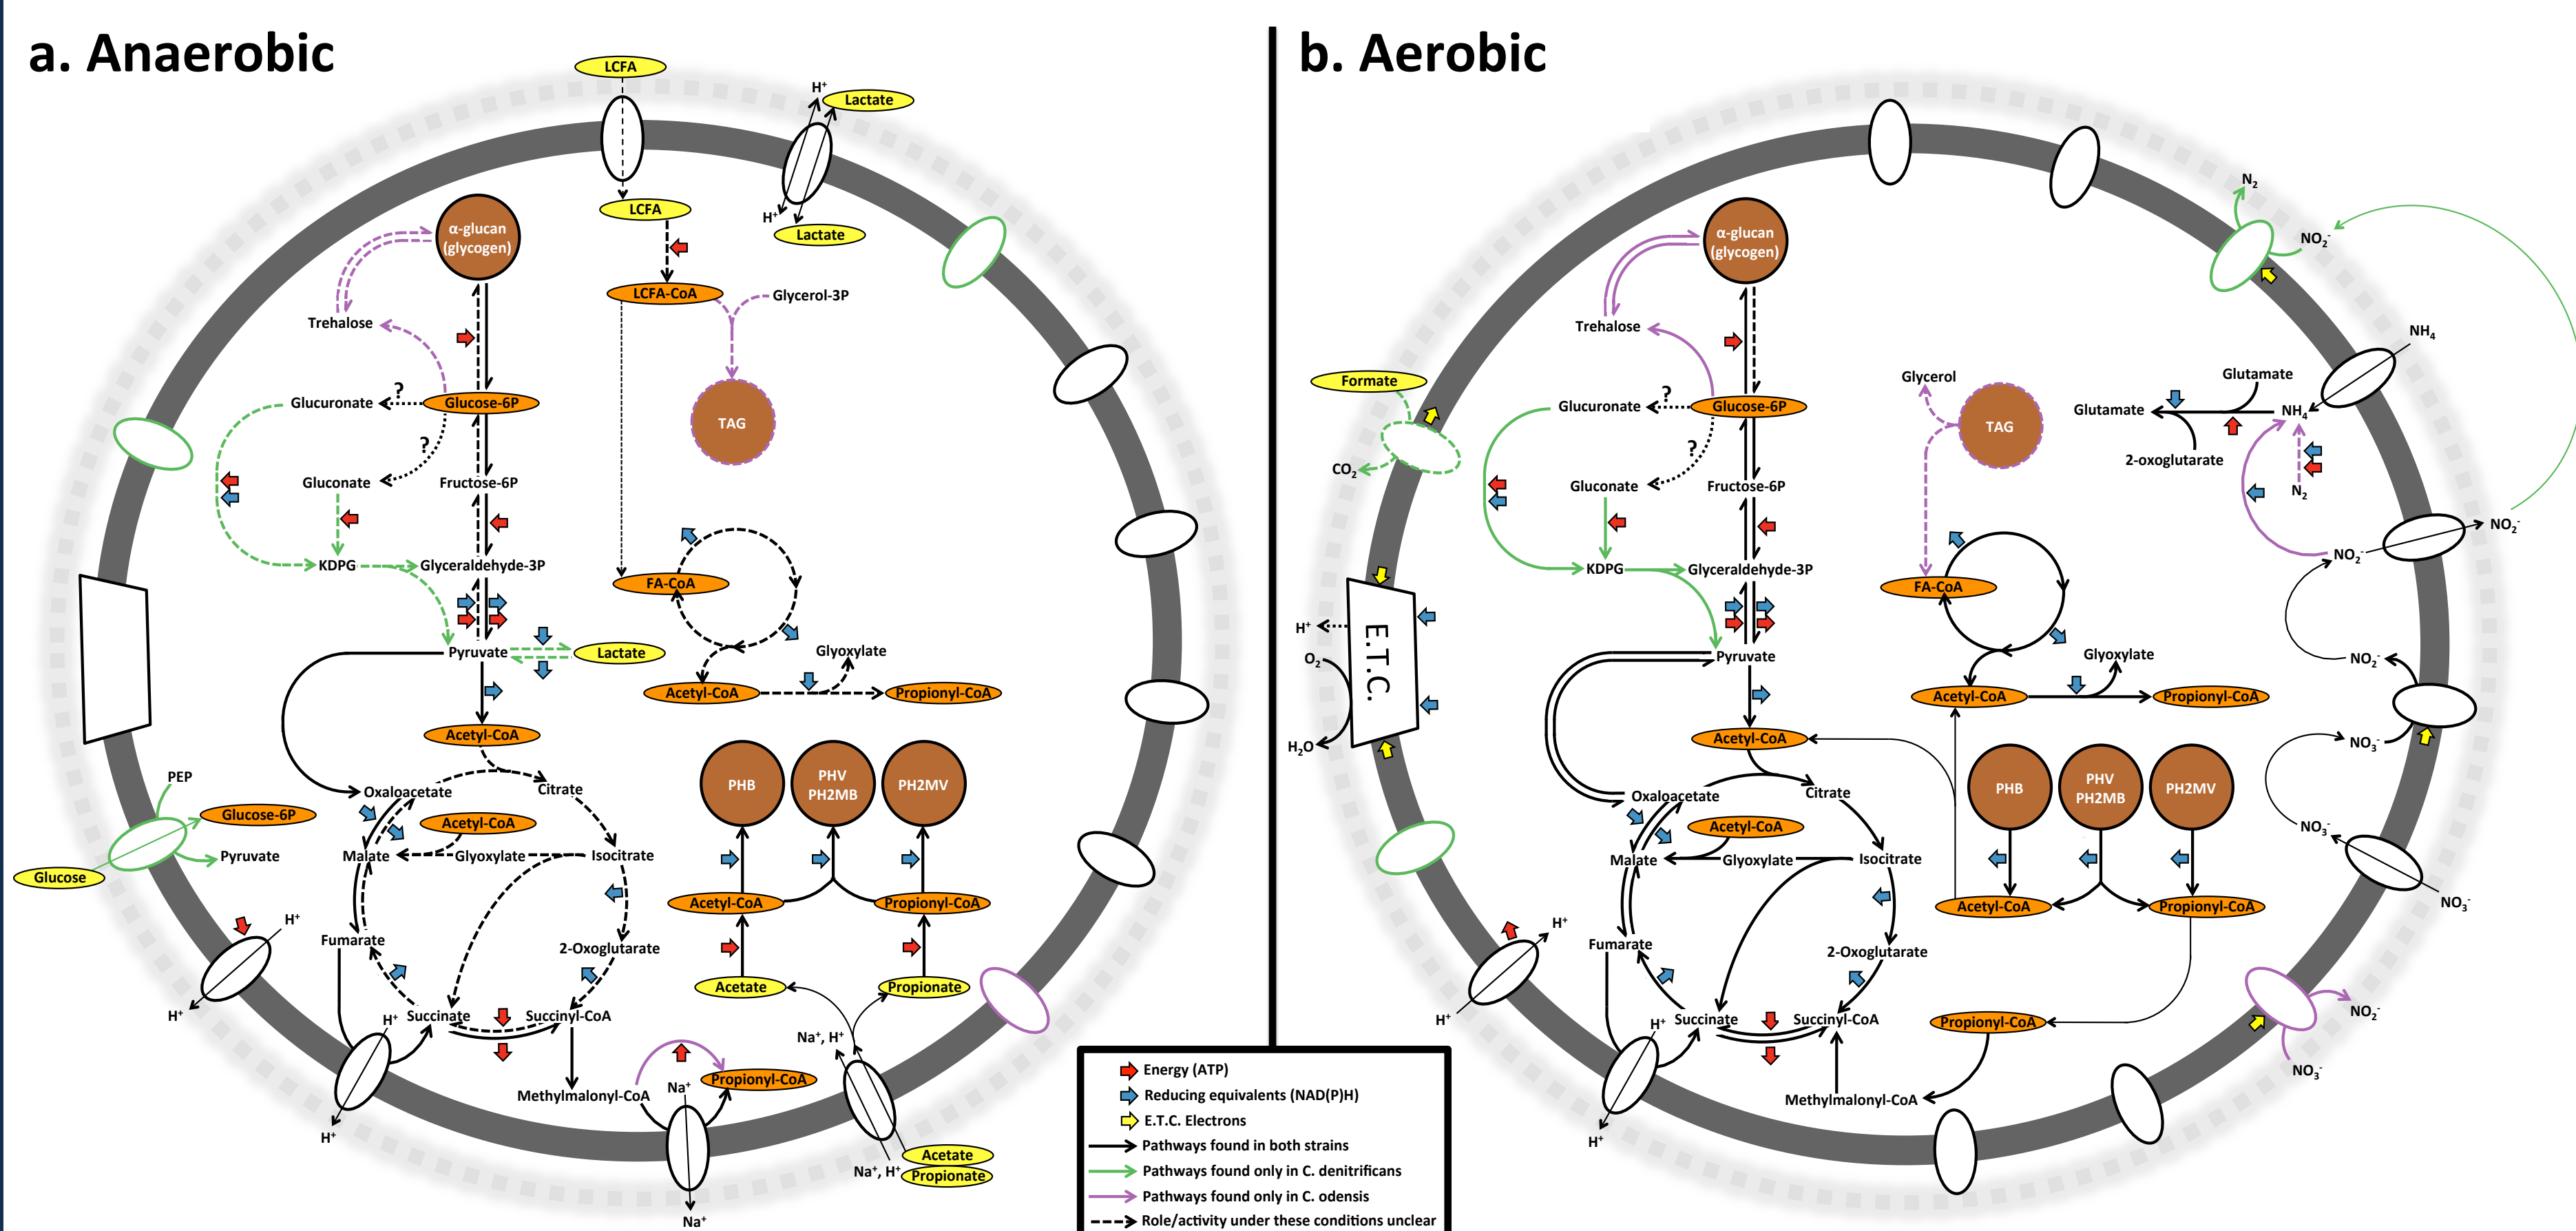 a. Anaerobic
LCFA
H⁺
Lactate
LCFA
H⁺
Lactate
α-glucan
(glycogen)
LCFA-CoA
Glycerol-3P
Trehalose
?
Glucuronate
Glucose-6P
TAG
?
Gluconate
Fructose-6P
KDPG
Glyceraldehyde-3P
FA-CoA
Pyruvate
Lactate
Glyoxylate
Acetyl-CoA
Propionyl-CoA
Acetyl-CoA
PEP
Oxaloacetate
Citrate
PHB
PHV
PH2MB
PH2MV
Glucose-6P
Acetyl-CoA
Pyruvate
Malate
Glyoxylate
Isocitrate
Glucose
Acetyl-CoA
Propionyl-CoA
H⁺
Fumarate
2-Oxoglutarate
Acetate
Propionate
H⁺
H⁺
Succinate
Succinyl-CoA
Na⁺, H⁺
Methylmalonyl-CoA
Na⁺
Propionyl-CoA
H⁺
Na⁺, H⁺
Acetate
Propionate
Na⁺
b. Aerobic
N₂
NO₂⁻
α-glucan
(glycogen)
Trehalose
NH₄
Formate
Glycerol
Glutamate
?
Glucuronate
Glucose-6P
TAG
Glutamate
NH₄
?
CO₂
2-oxoglutarate
Gluconate
Fructose-6P
N₂
NO₂⁻
NO₂⁻
KDPG
Glyceraldehyde-3P
FA-CoA
H⁺
E.T.C.
O₂
Pyruvate
Glyoxylate
NO₂⁻
Acetyl-CoA
Propionyl-CoA
H₂O
Acetyl-CoA
NO₃⁻
Oxaloacetate
Citrate
PHB
PHV
PH2MB
PH2MV
Acetyl-CoA
NO₃⁻
Malate
Glyoxylate
Isocitrate
Acetyl-CoA
Propionyl-CoA
NO₃⁻
H⁺
Fumarate
2-Oxoglutarate
H⁺
H⁺
Succinate
Succinyl-CoA
Propionyl-CoA
NO₂⁻
NO₃⁻
Methylmalonyl-CoA
H⁺
Energy (ATP)
Reducing equivalents (NAD(P)H)
E.T.C. Electrons
Pathways found in both strains
Pathways found only in C. denitrificans
Pathways found only in C. odensis
Role/activity under these conditions unclear